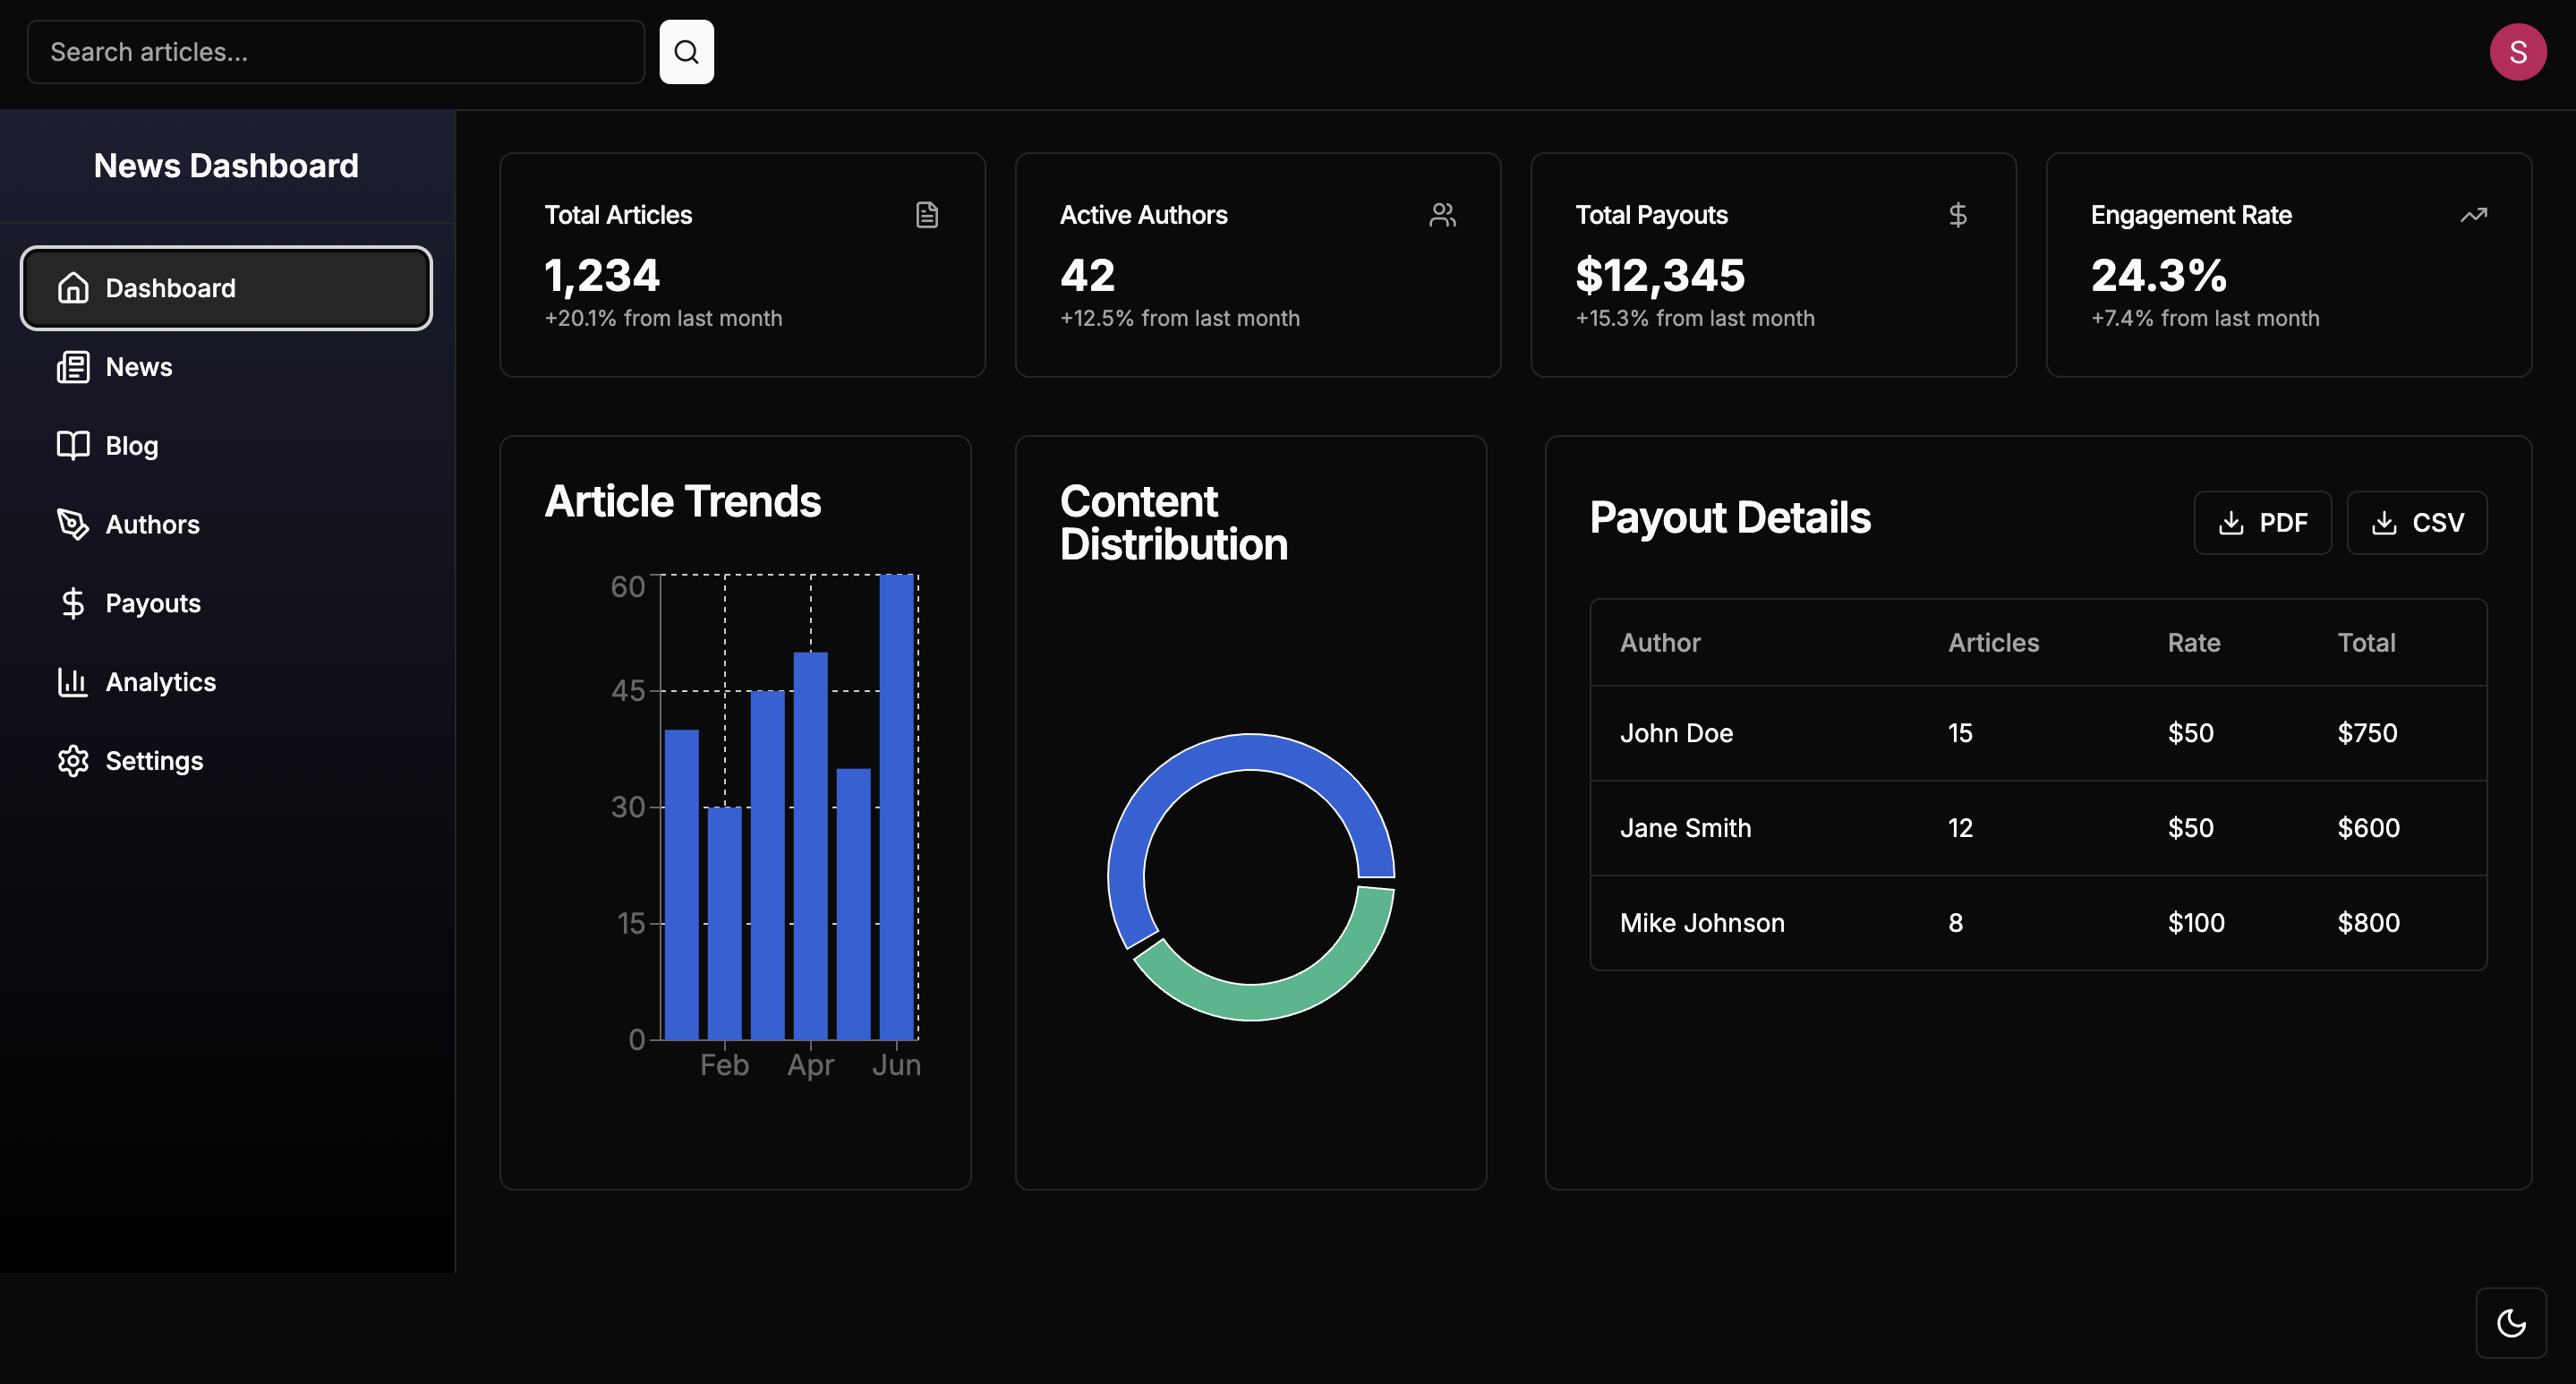 Search articles...
S
News Dashboard
Dashboard
News
Blog
Authors
Payouts
Analytics
Settings
Total Articles
1,234
+20.1% from last month
Active Authors
42
+12.5% from last month
Total Payouts
$12,345
+15.3% from last month
Engagement Rate
24.3%
+7.4% from last month
Article Trends
60
45
30
15
0
Feb Apr Jun
Content
Distribution
Payout Details
PDF
CSV
Author Articles Rate Total
John Doe 15 $50 $750
Jane Smith 12 $50 $600
Mike Johnson 8 $100 $800